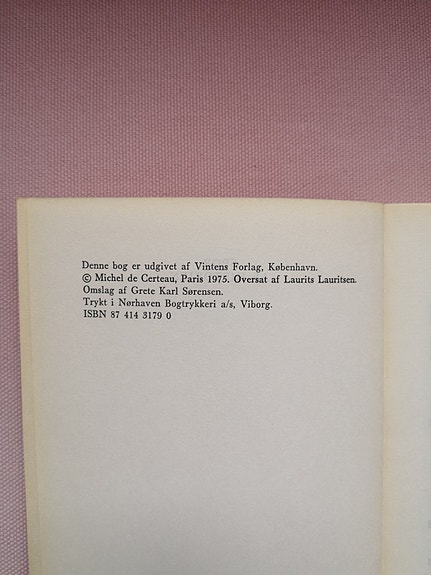 Denne bog er udgivet af Vintens Forlag, København.
© Michel de Certeau, Paris 1975. Oversat af Laurits Lauritsen.
Omslag af Grete Karl Sørensen.
Trykt i Nørhaven Bogtrykkeri a/s, Viborg.
ISBN 87 414 3179 0